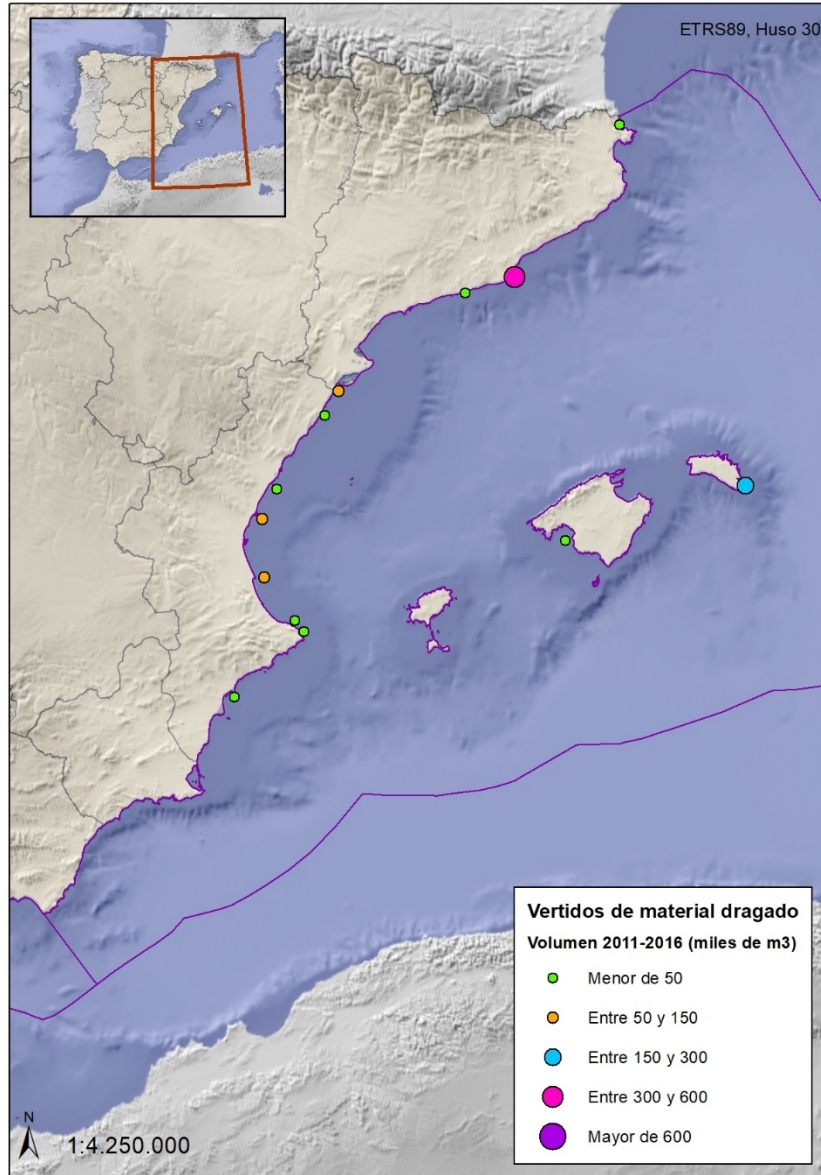 ETRS89, Huso 30
Vertidos de material dragado
Volumen 2011-2016 (miles de m3)
Menor de 50
Entre 50 y 150
Entre 150 y 300
Entre 300 y 600
Mayor de 600
N
1:4.250.000